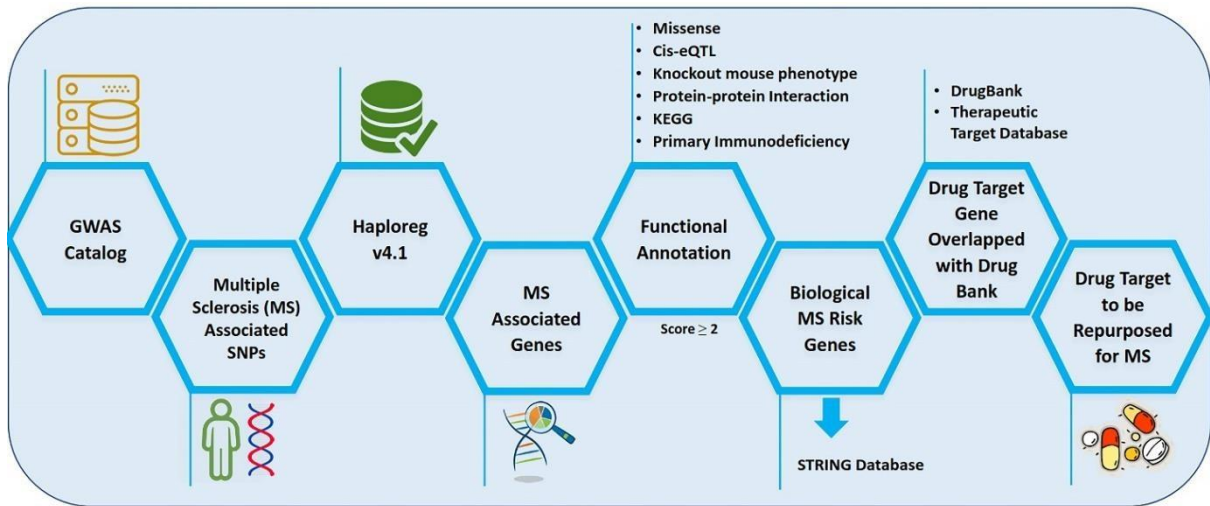 GWAS
Catalog
Multiple
Sclerosis (MS)
Associated
SNPs
Haploreg
v4.1
MS
Associated
Genes
• Missense
• Cis-eQTL
• Knockout mouse phenotype
• Protein-protein Interaction
• KEGG
• Primary Immunodeficiency
Functional
Annotation
Score ≥ 2
Biological
MS Risk
Genes
STRING Database
• DrugBank
• Therapeutic
Target Database
Drug Target
Gene
Overlapped
with Drug
Bank
Drug Target
to be
Repurposed
for MS